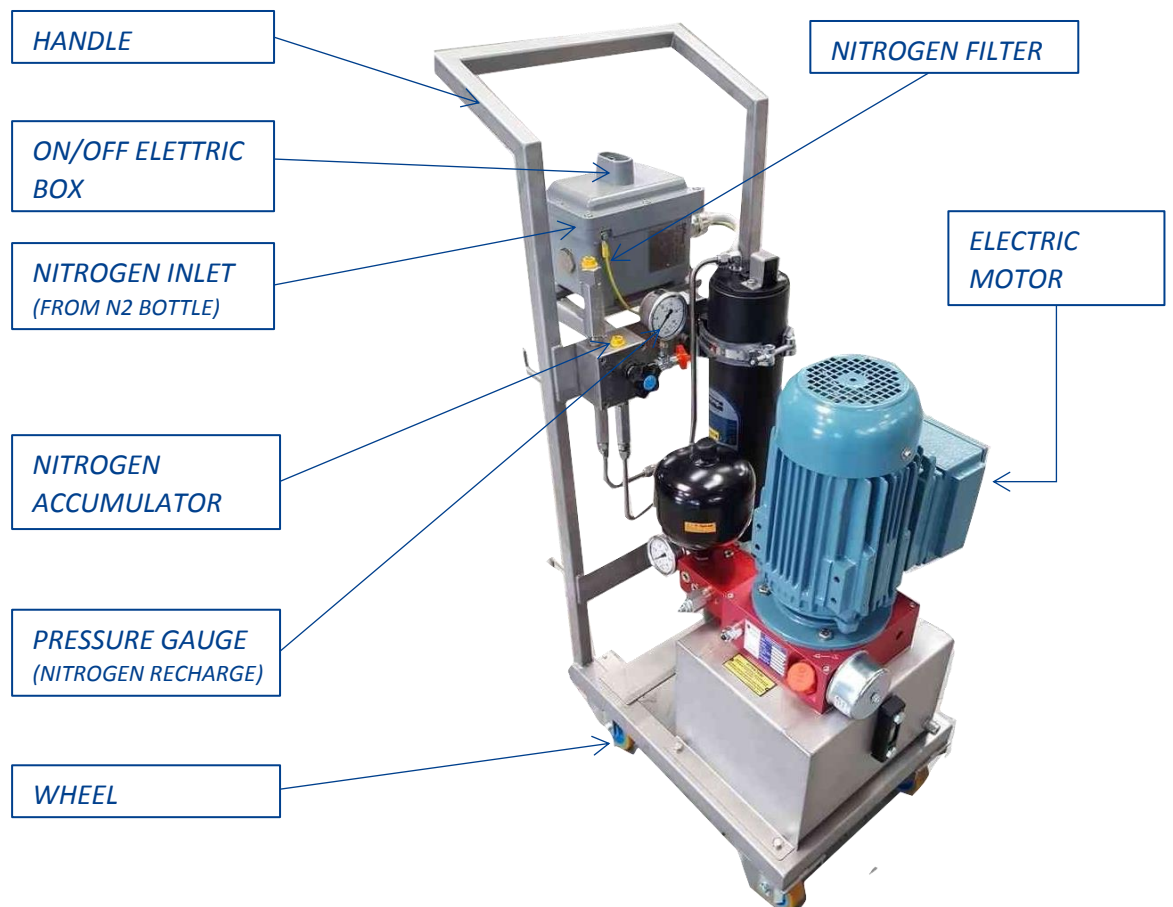 HANDLE
NITROGEN FILTER
ON/OFF ELETTRIC
BOX
ELECTRIC
MOTOR
NITROGEN INLET
(FROM N2 BOTTLE)
NITROGEN
ACCUMULATOR
PRESSURE GAUGE
(NITROGEN RECHARGE)
WHEEL